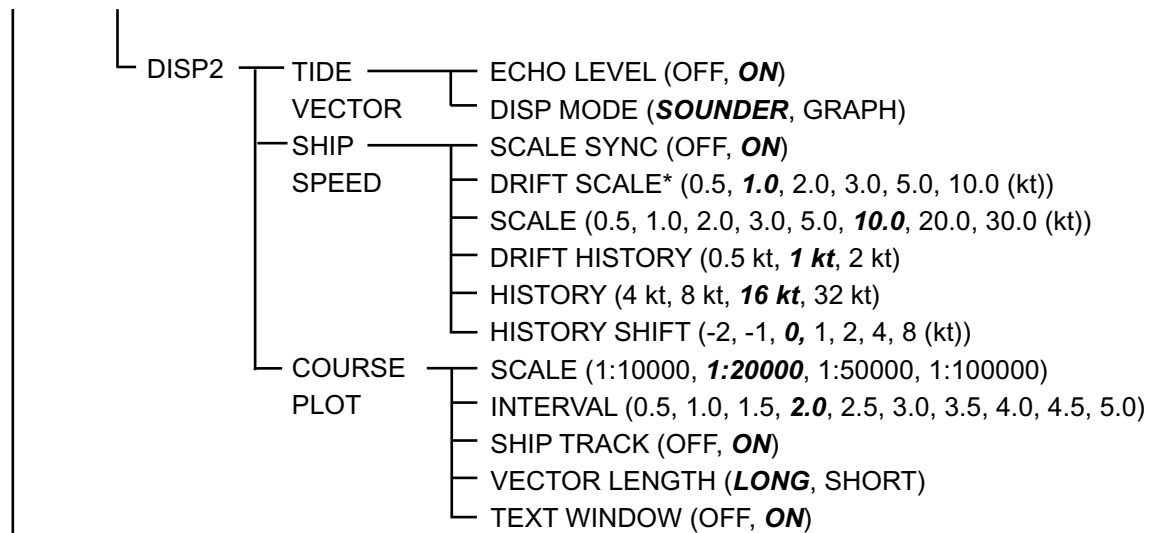 DISP2 TIDE ECHO LEVEL (OFF, ON)
VECTOR DISP MODE (SOUNDER, GRAPH)
SHIP SCALE SYNC (OFF, ON)
SPEED DRIFT SCALE* (0.5, 1.0, 2.0, 3.0, 5.0, 10.0 (kt))
SCALE (0.5, 1.0, 2.0, 3.0, 5.0, 10.0, 20.0, 30.0 (kt))
DRIFT HISTORY (0.5 kt, 1 kt, 2 kt)
HISTORY (4 kt, 8 kt, 16 kt, 32 kt)
HISTORY SHIFT (-2, -1, 0, 1, 2, 4, 8 (kt))
COURSE SCALE (1:10000, 1:20000, 1:50000, 1:100000)
PLOT INTERVAL (0.5, 1.0, 1.5, 2.0, 2.5, 3.0, 3.5, 4.0, 4.5, 5.0)
SHIP TRACK (OFF, ON)
VECTOR LENGTH (LONG, SHORT)
TEXT WINDOW (OFF, ON)